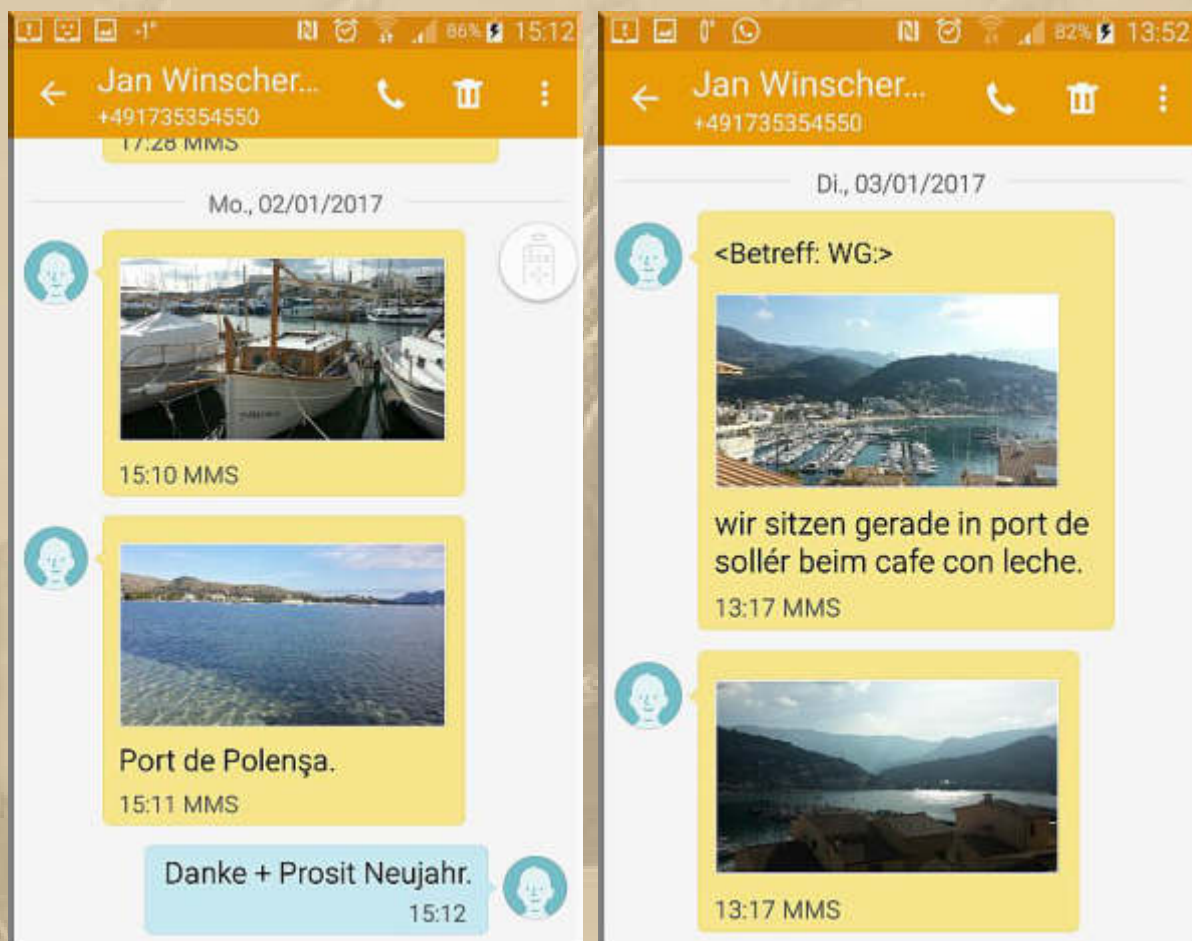 -1° 86% 15:12
Jan Winscher...
+491735354550
17:28 MMS
Mo., 02/01/2017
15:10 MMS
Port de Polença.
15:11 MMS
Danke + Prosit Neujahr.
15:12
0° 82% 13:52
Jan Winscher...
+491735354550
Di., 03/01/2017
<Betreff: WG:>
wir sitzen gerade in port de
sollér beim cafe con leche.
13:17 MMS
13:17 MMS